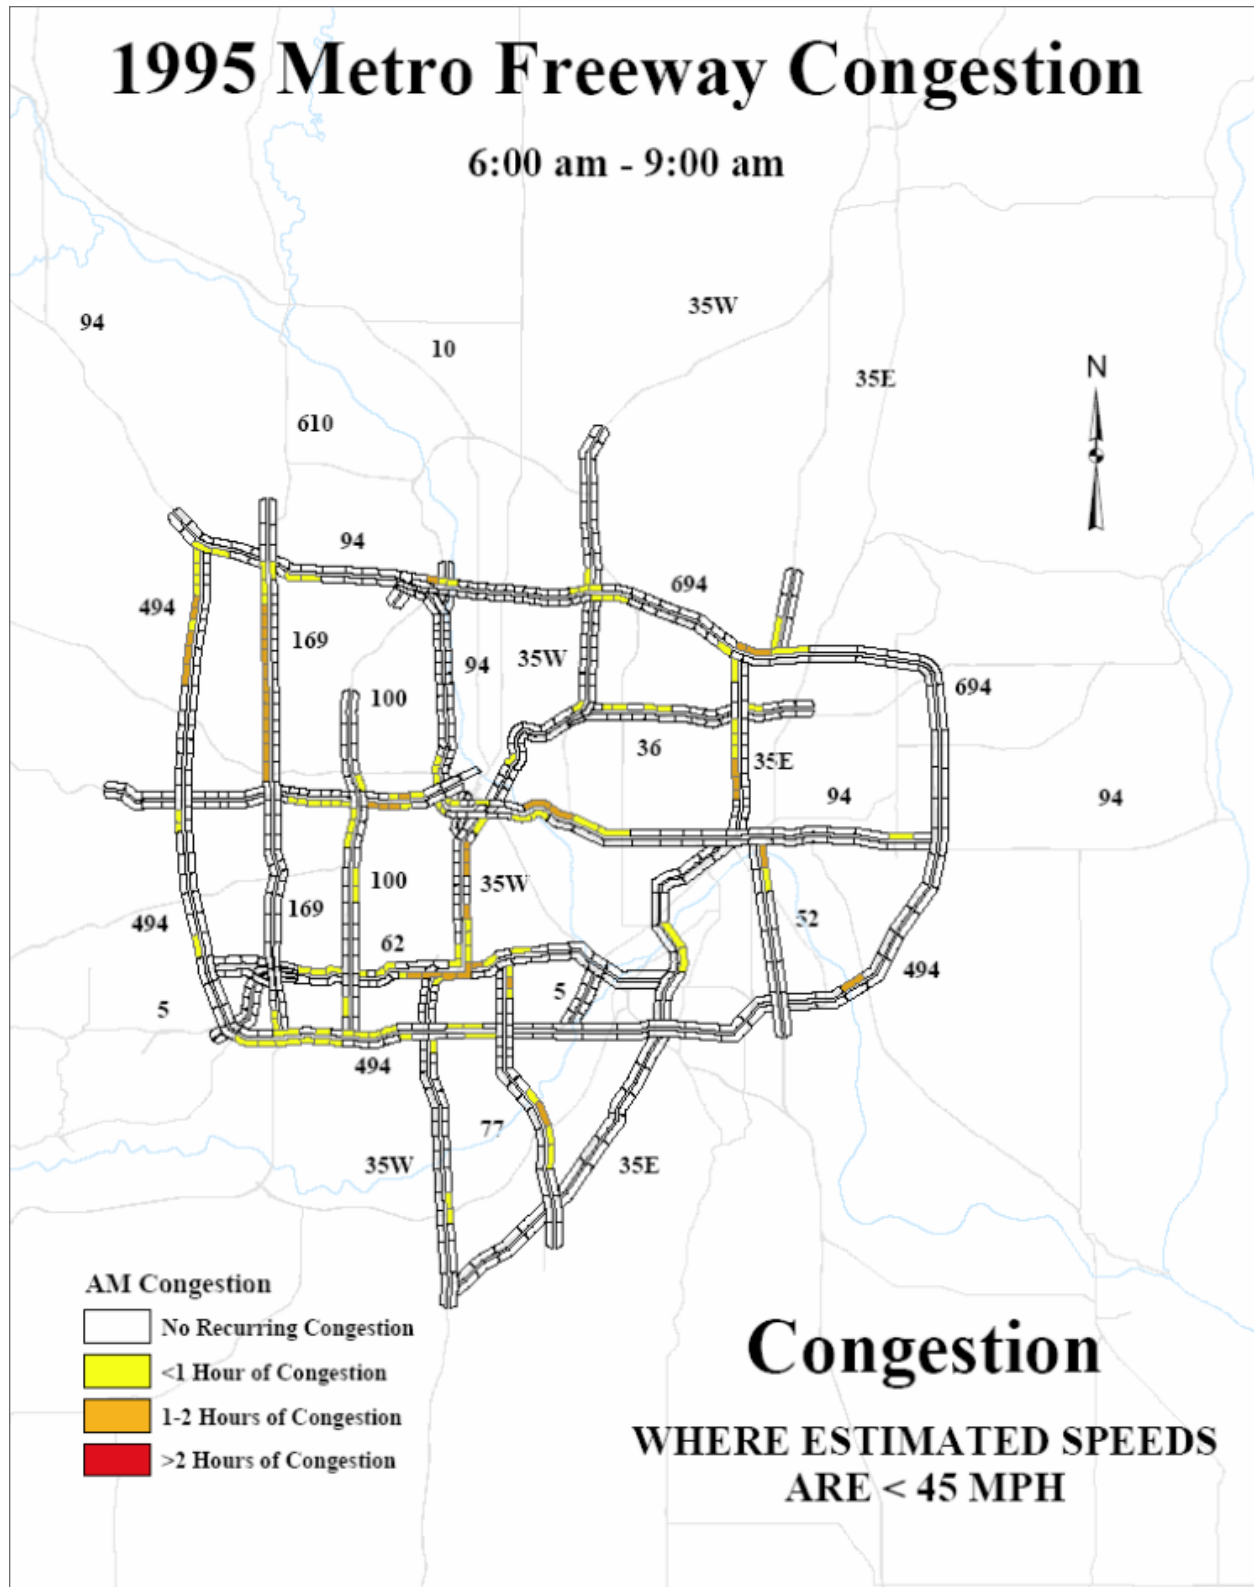 1995 Metro Freeway Congestion
6:00 am - 9:00 am
35W
94
10
35E
N
610
94
694
494
169
94
35W
694
100
36
35E
94
94
100
35W
169
52
494
62
494
5
5
494
77
35W
35E
AM Congestion
No Recurring Congestion
<1 Hour of Congestion
1-2 Hours of Congestion
>2 Hours of Congestion
Congestion
WHERE ESTIMATED SPEEDS
ARE < 45 MPH